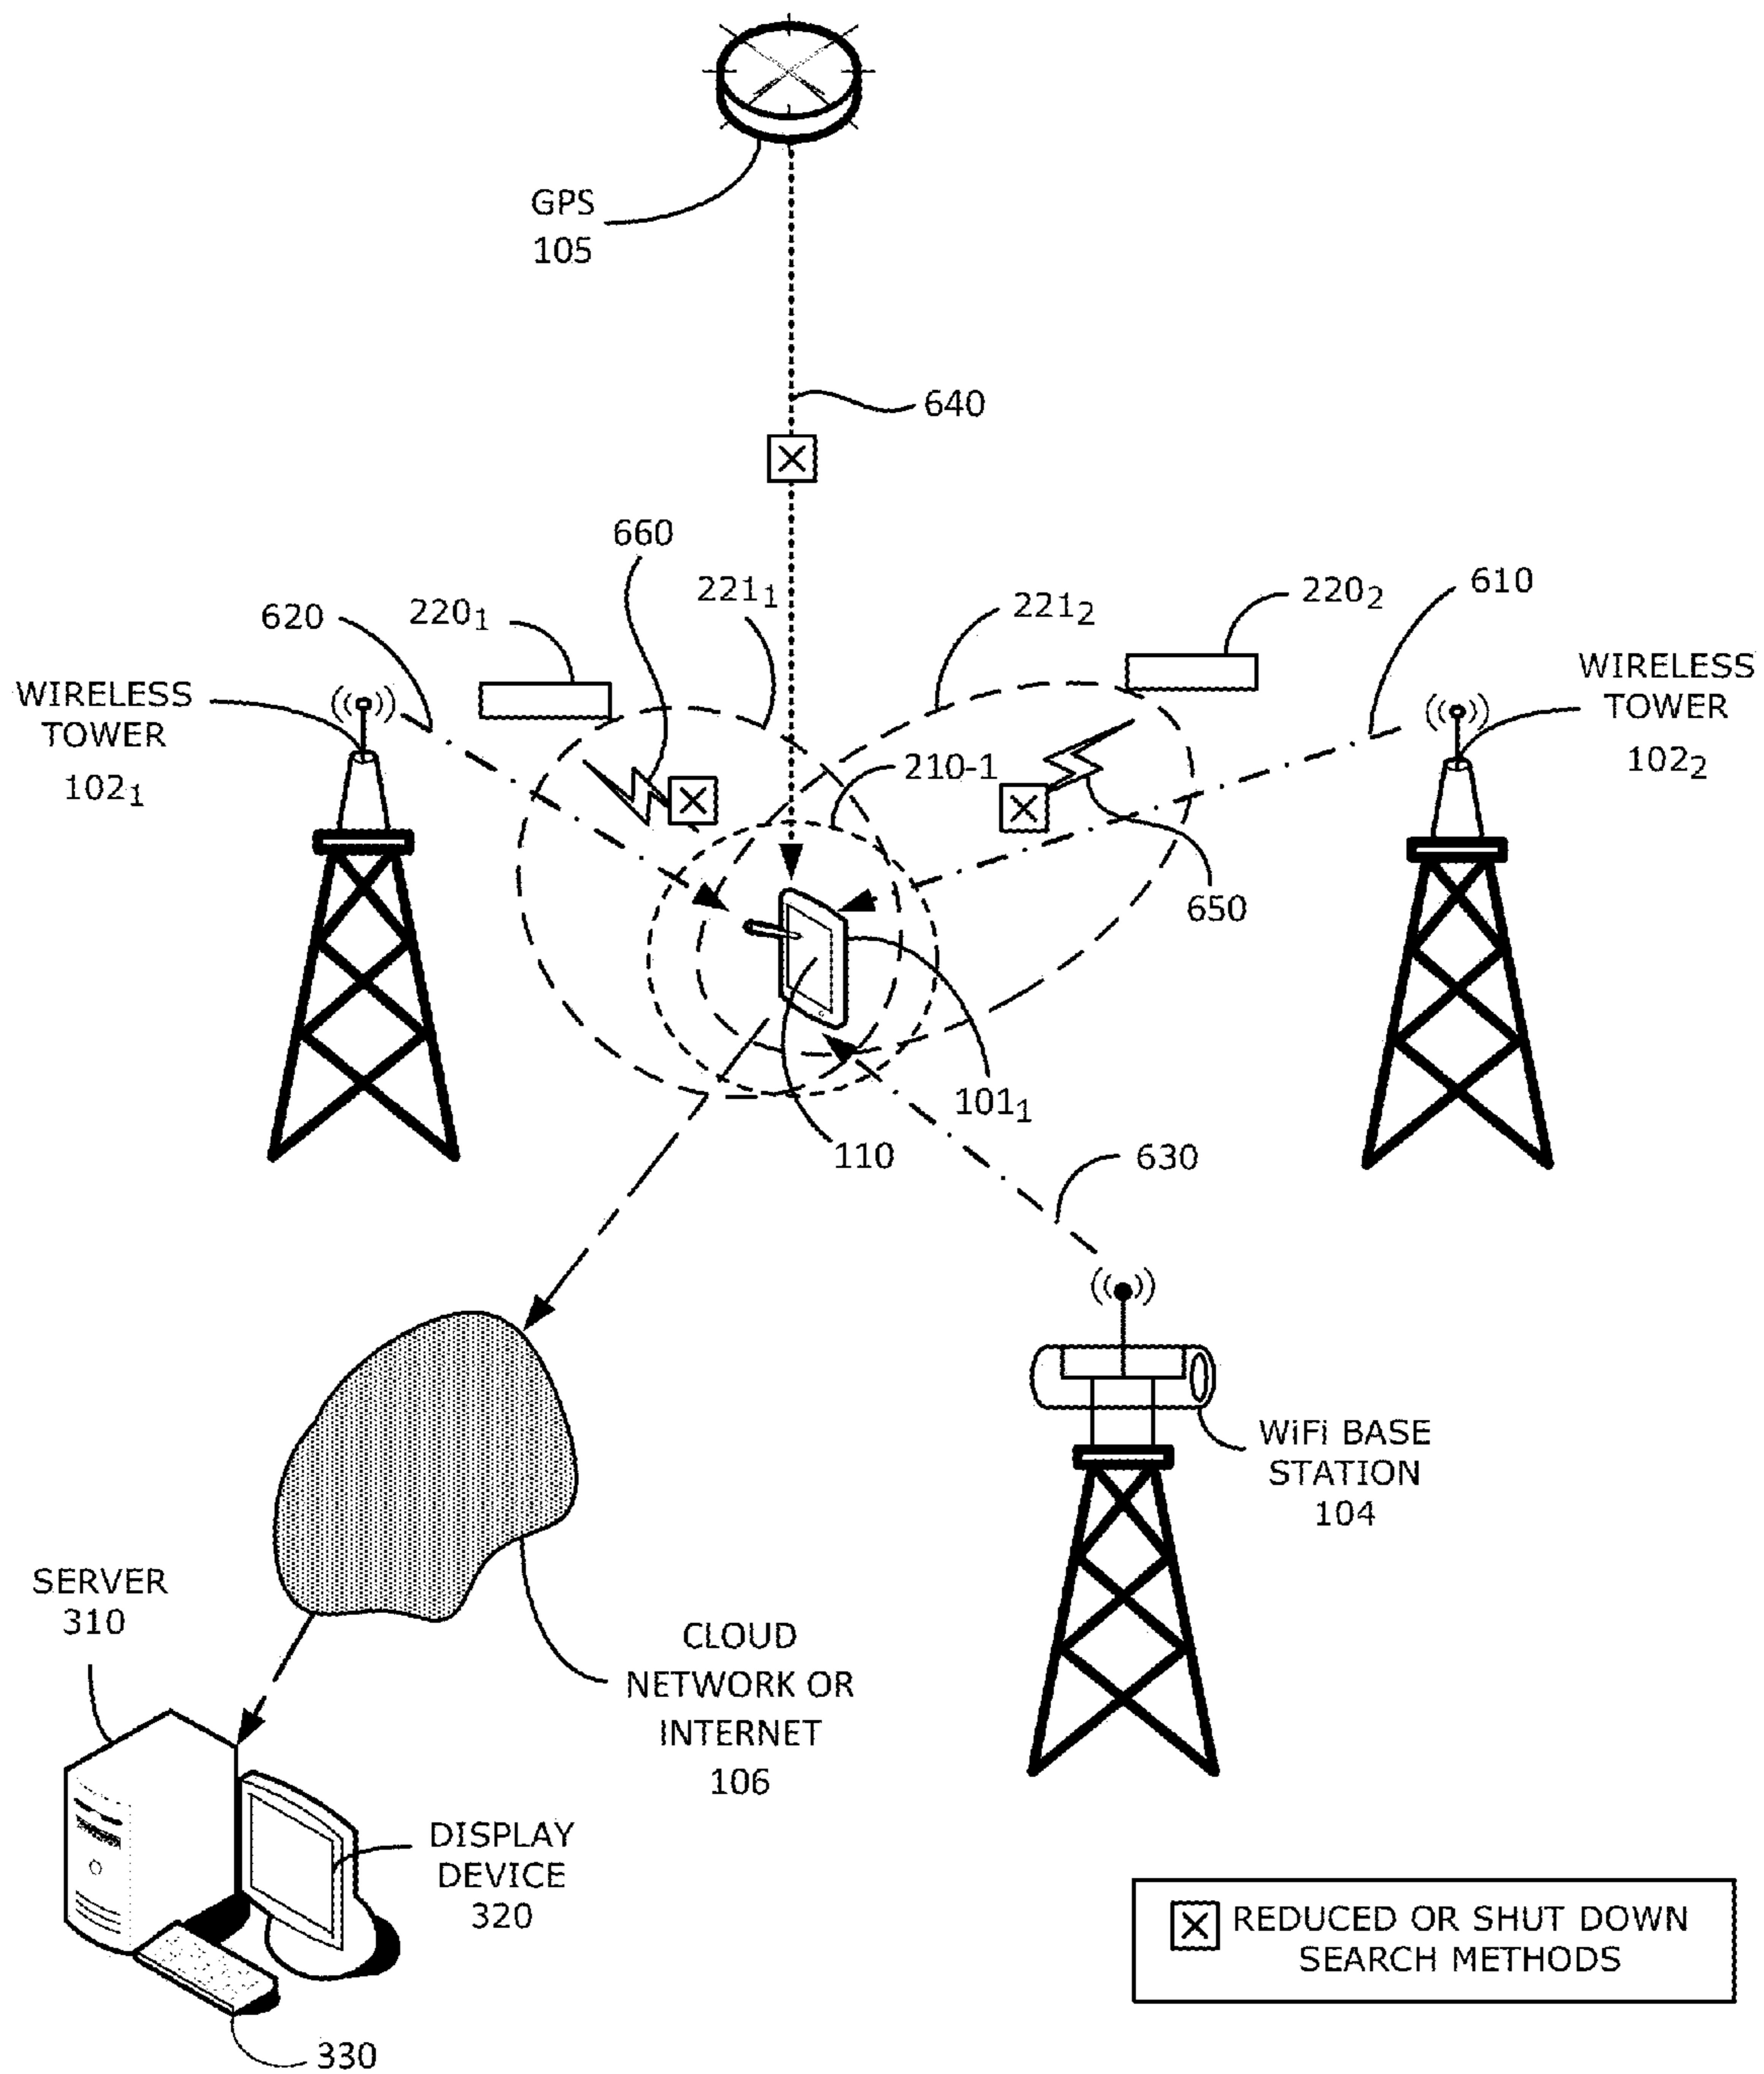 GPS
105
640
660
221₁
221₂
220₂
610
620
220₁
WIRELESS
TOWER
102₁
210-1
WIRELESS
TOWER
102₂
650
101₁
110
630
WiFi BASE
STATION
104
SERVER
310
CLOUD
NETWORK OR
INTERNET
106
DISPLAY
DEVICE
320
330
REDUCED OR SHUT DOWN
SEARCH METHODS